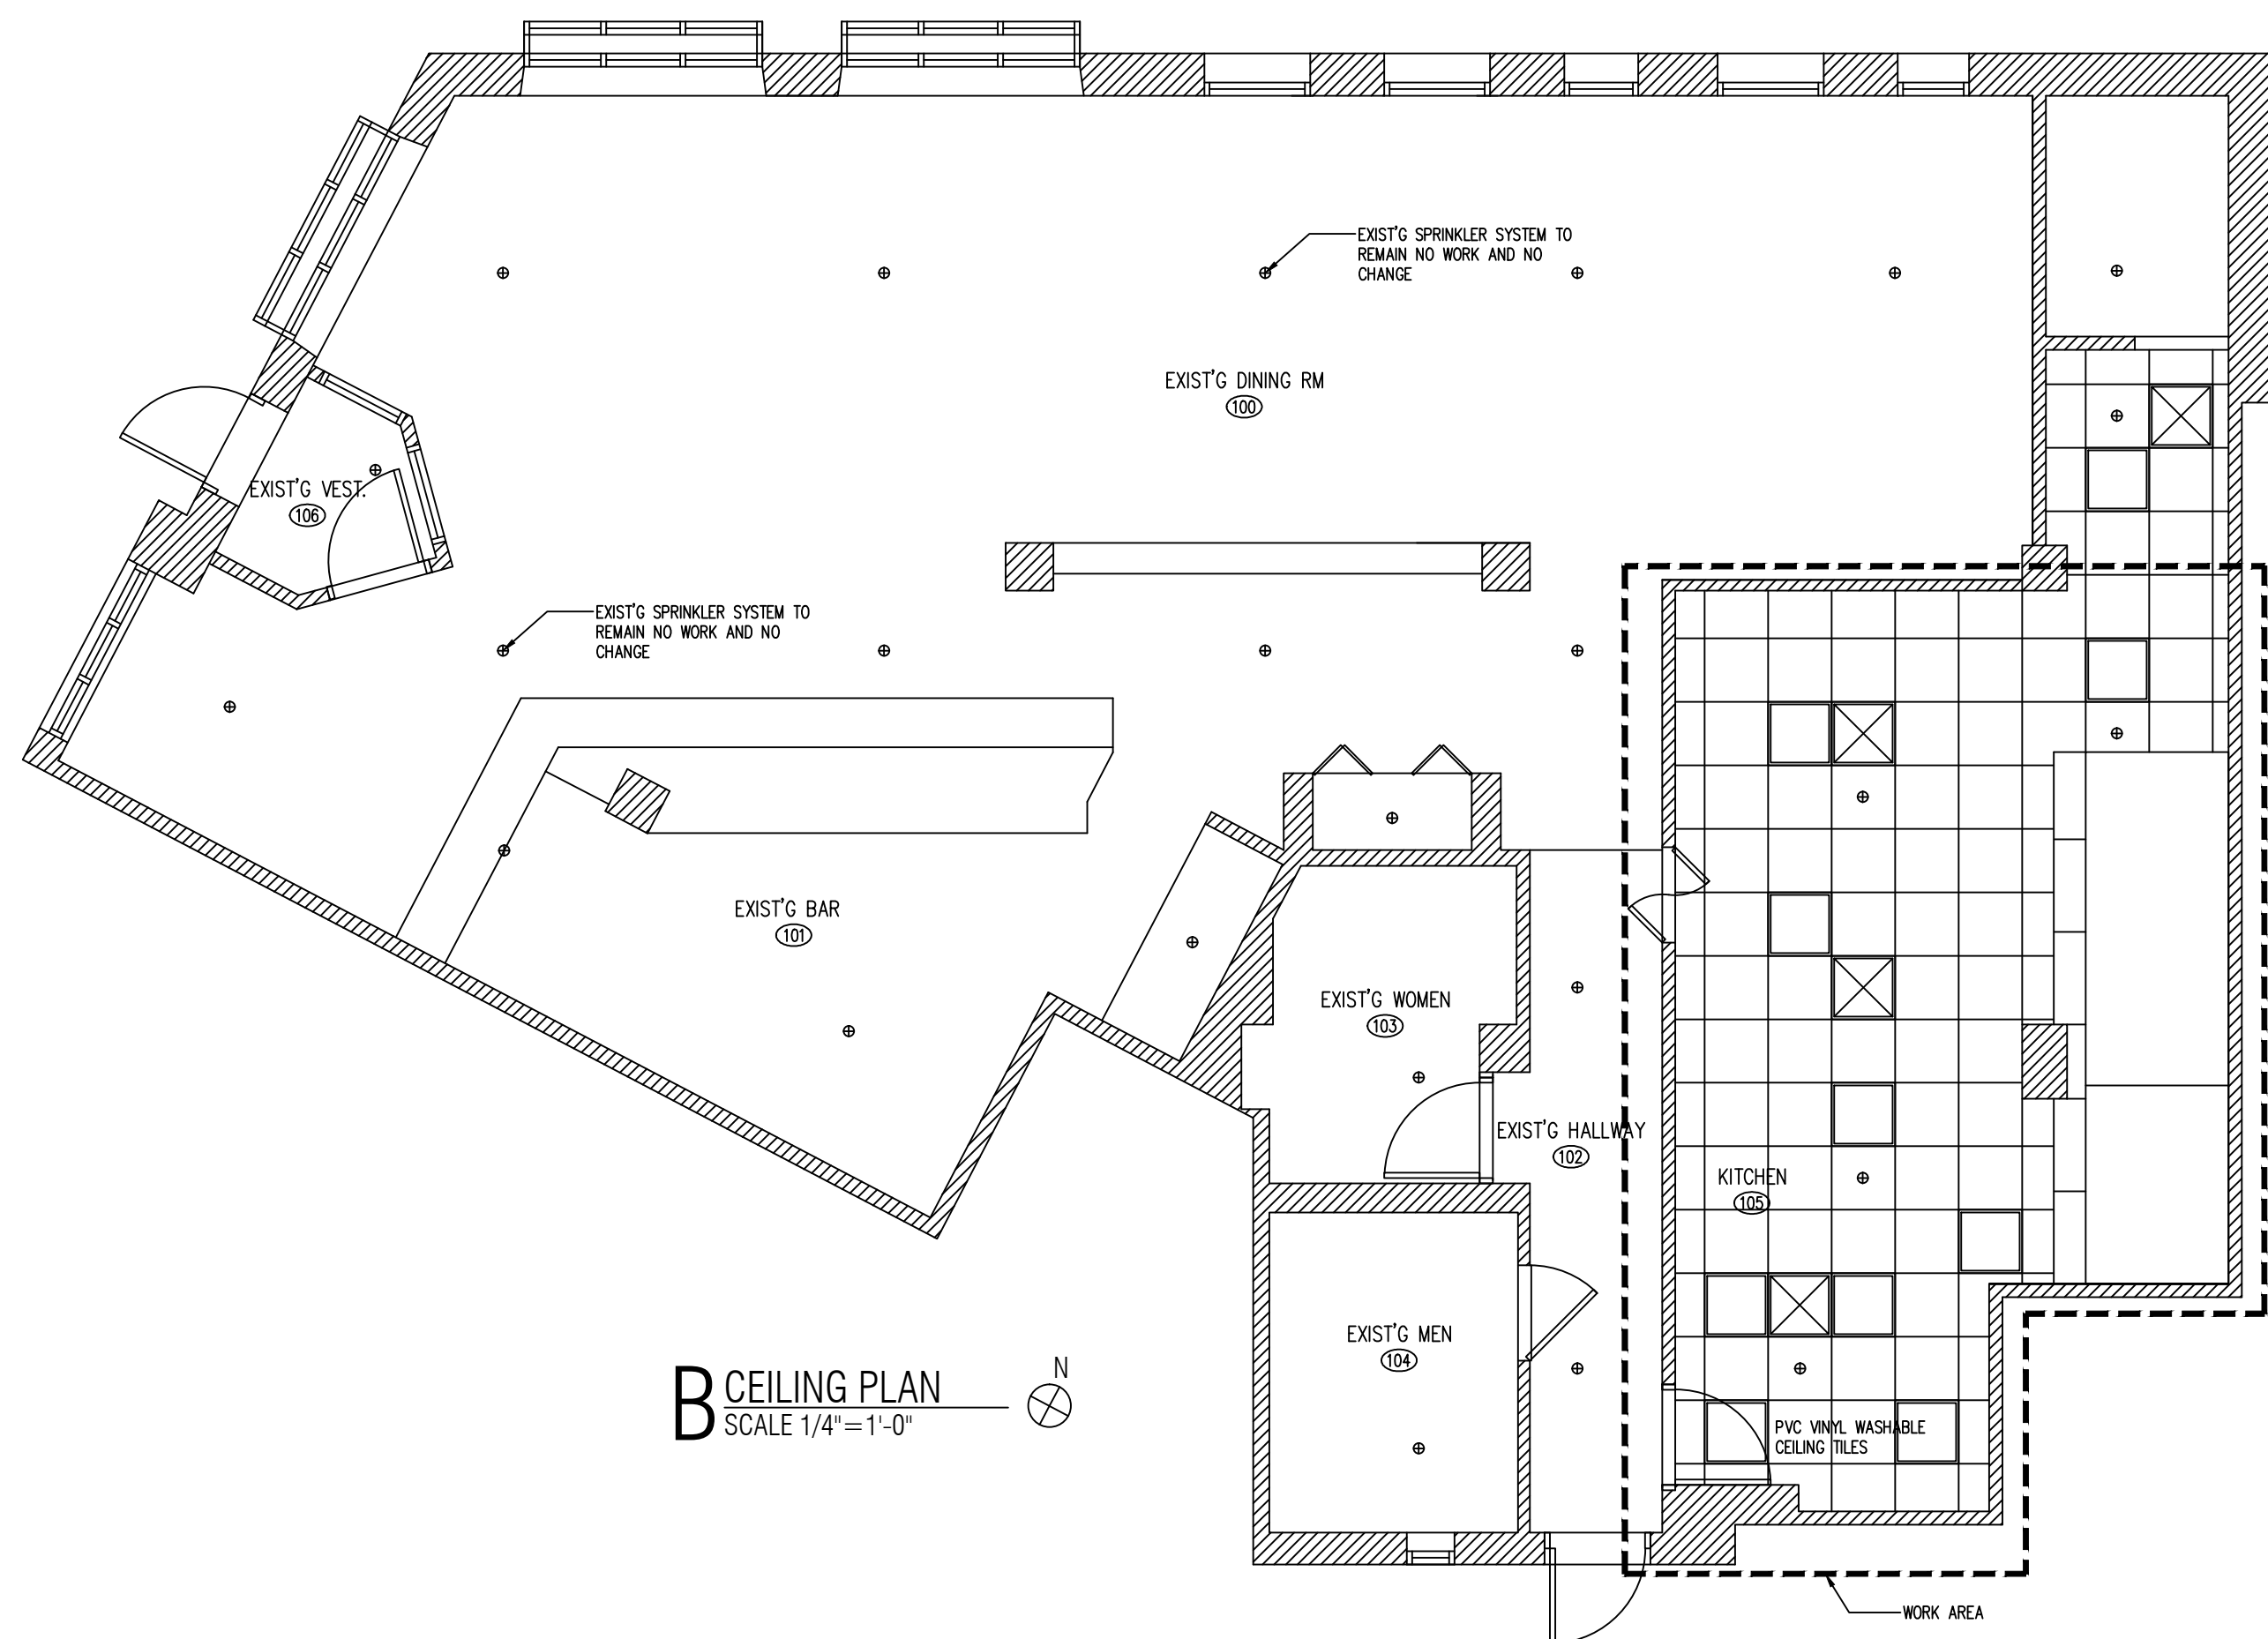 EXIST'G SPRINKLER SYSTEM TO
REMAIN NO WORK AND NO
CHANGE
EXIST'G DINING RM
100
EXIST'G VEST.
106
EXIST'G SPRINKLER SYSTEM TO
REMAIN NO WORK AND NO
CHANGE
EXIST'G BAR
101
EXIST'G WOMEN
103
EXIST'G HALLWAY
102
KITCHEN
105
EXIST'G MEN
104
B
CEILING PLAN
SCALE 1/4"=1'-0"
N
PVC VINYL WASHABLE
CEILING TILES
WORK AREA